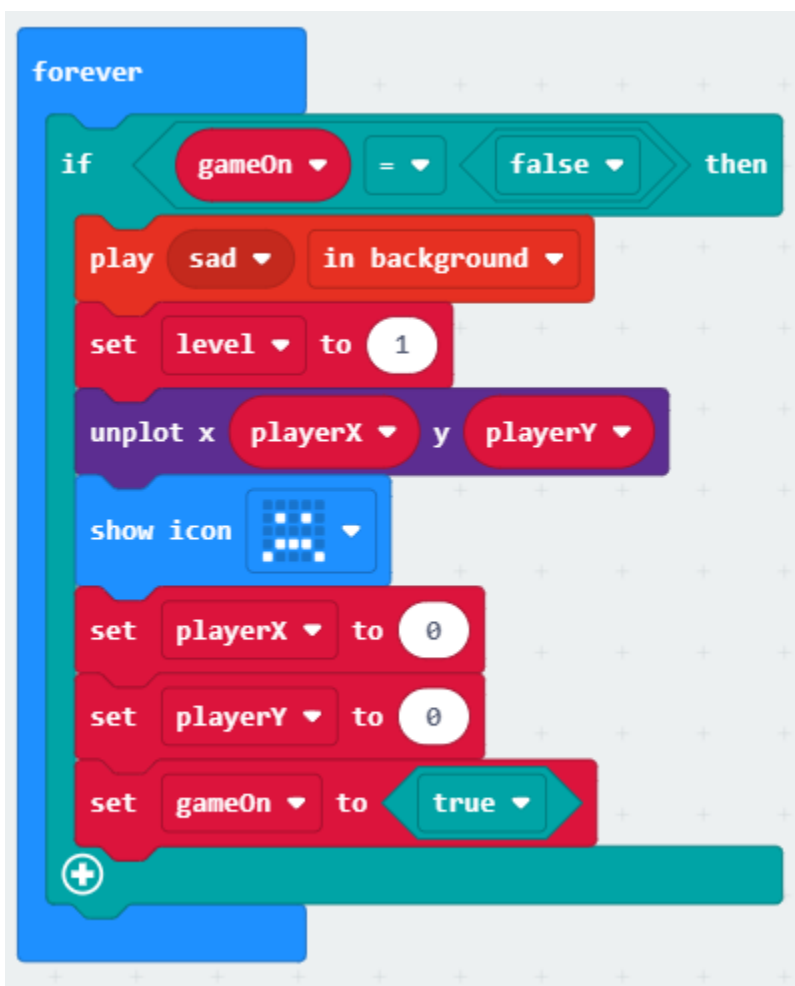 forever
if gameOn = false then
play sad in background
set level to 1
unplot x playerX y playerY
show icon
set playerX to 0
set playerY to 0
set gameOn to true